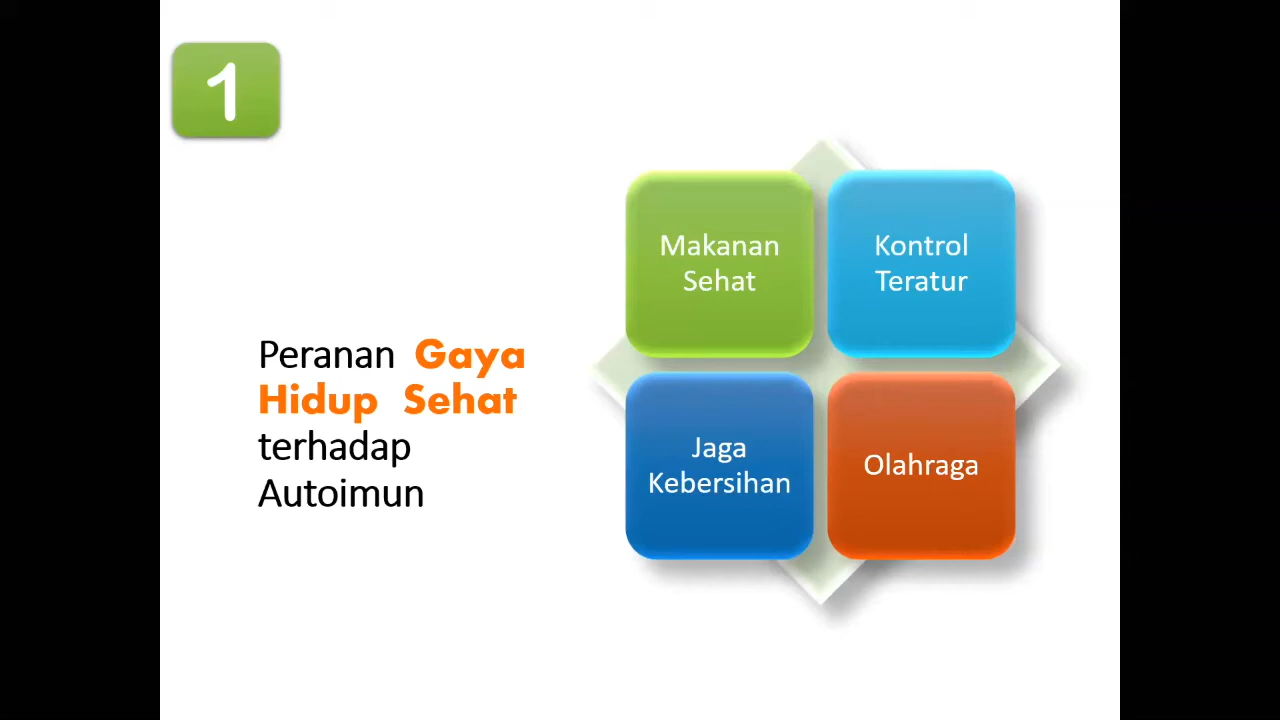 1
Peranan Gaya
Hidup Sehat
terhadap
Autoimun
Makanan
Sehat
Kontrol
Teratur
Jaga
Kebersihan
Olahraga